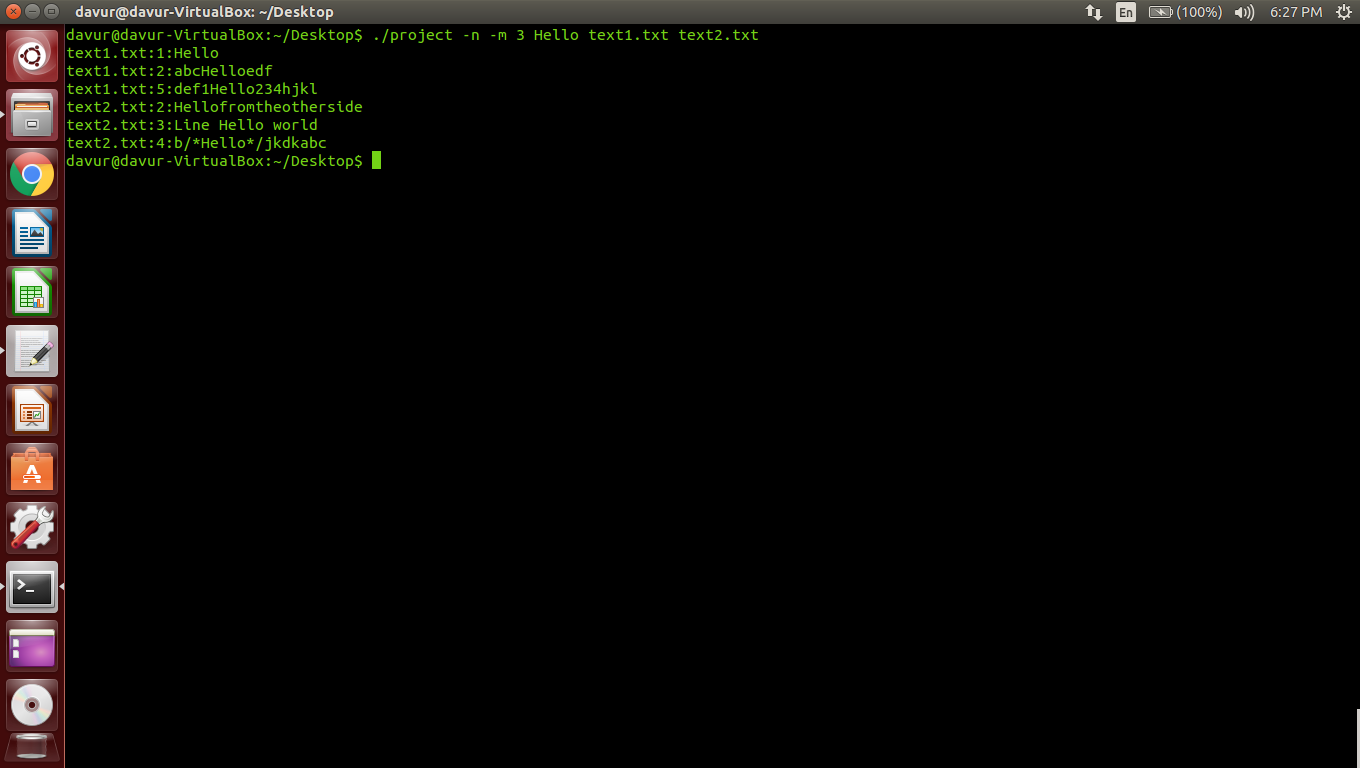 davur@davur-VirtualBox: ~/Desktop
En
(100%)
6:27 PM
davur@davur-VirtualBox:~/Desktop$ ./project -n -m 3 Hello text1.txt text2.txt
text1.txt:1:Hello
text1.txt:2:abcHelloedf
text1.txt:5:def1Hello234hjkl
text2.txt:2:Hellofromtheotherside
text2.txt:3:Line Hello world
text2.txt:4:b/*Hello*/jkdkabc
davur@davur-VirtualBox:~/Desktop$